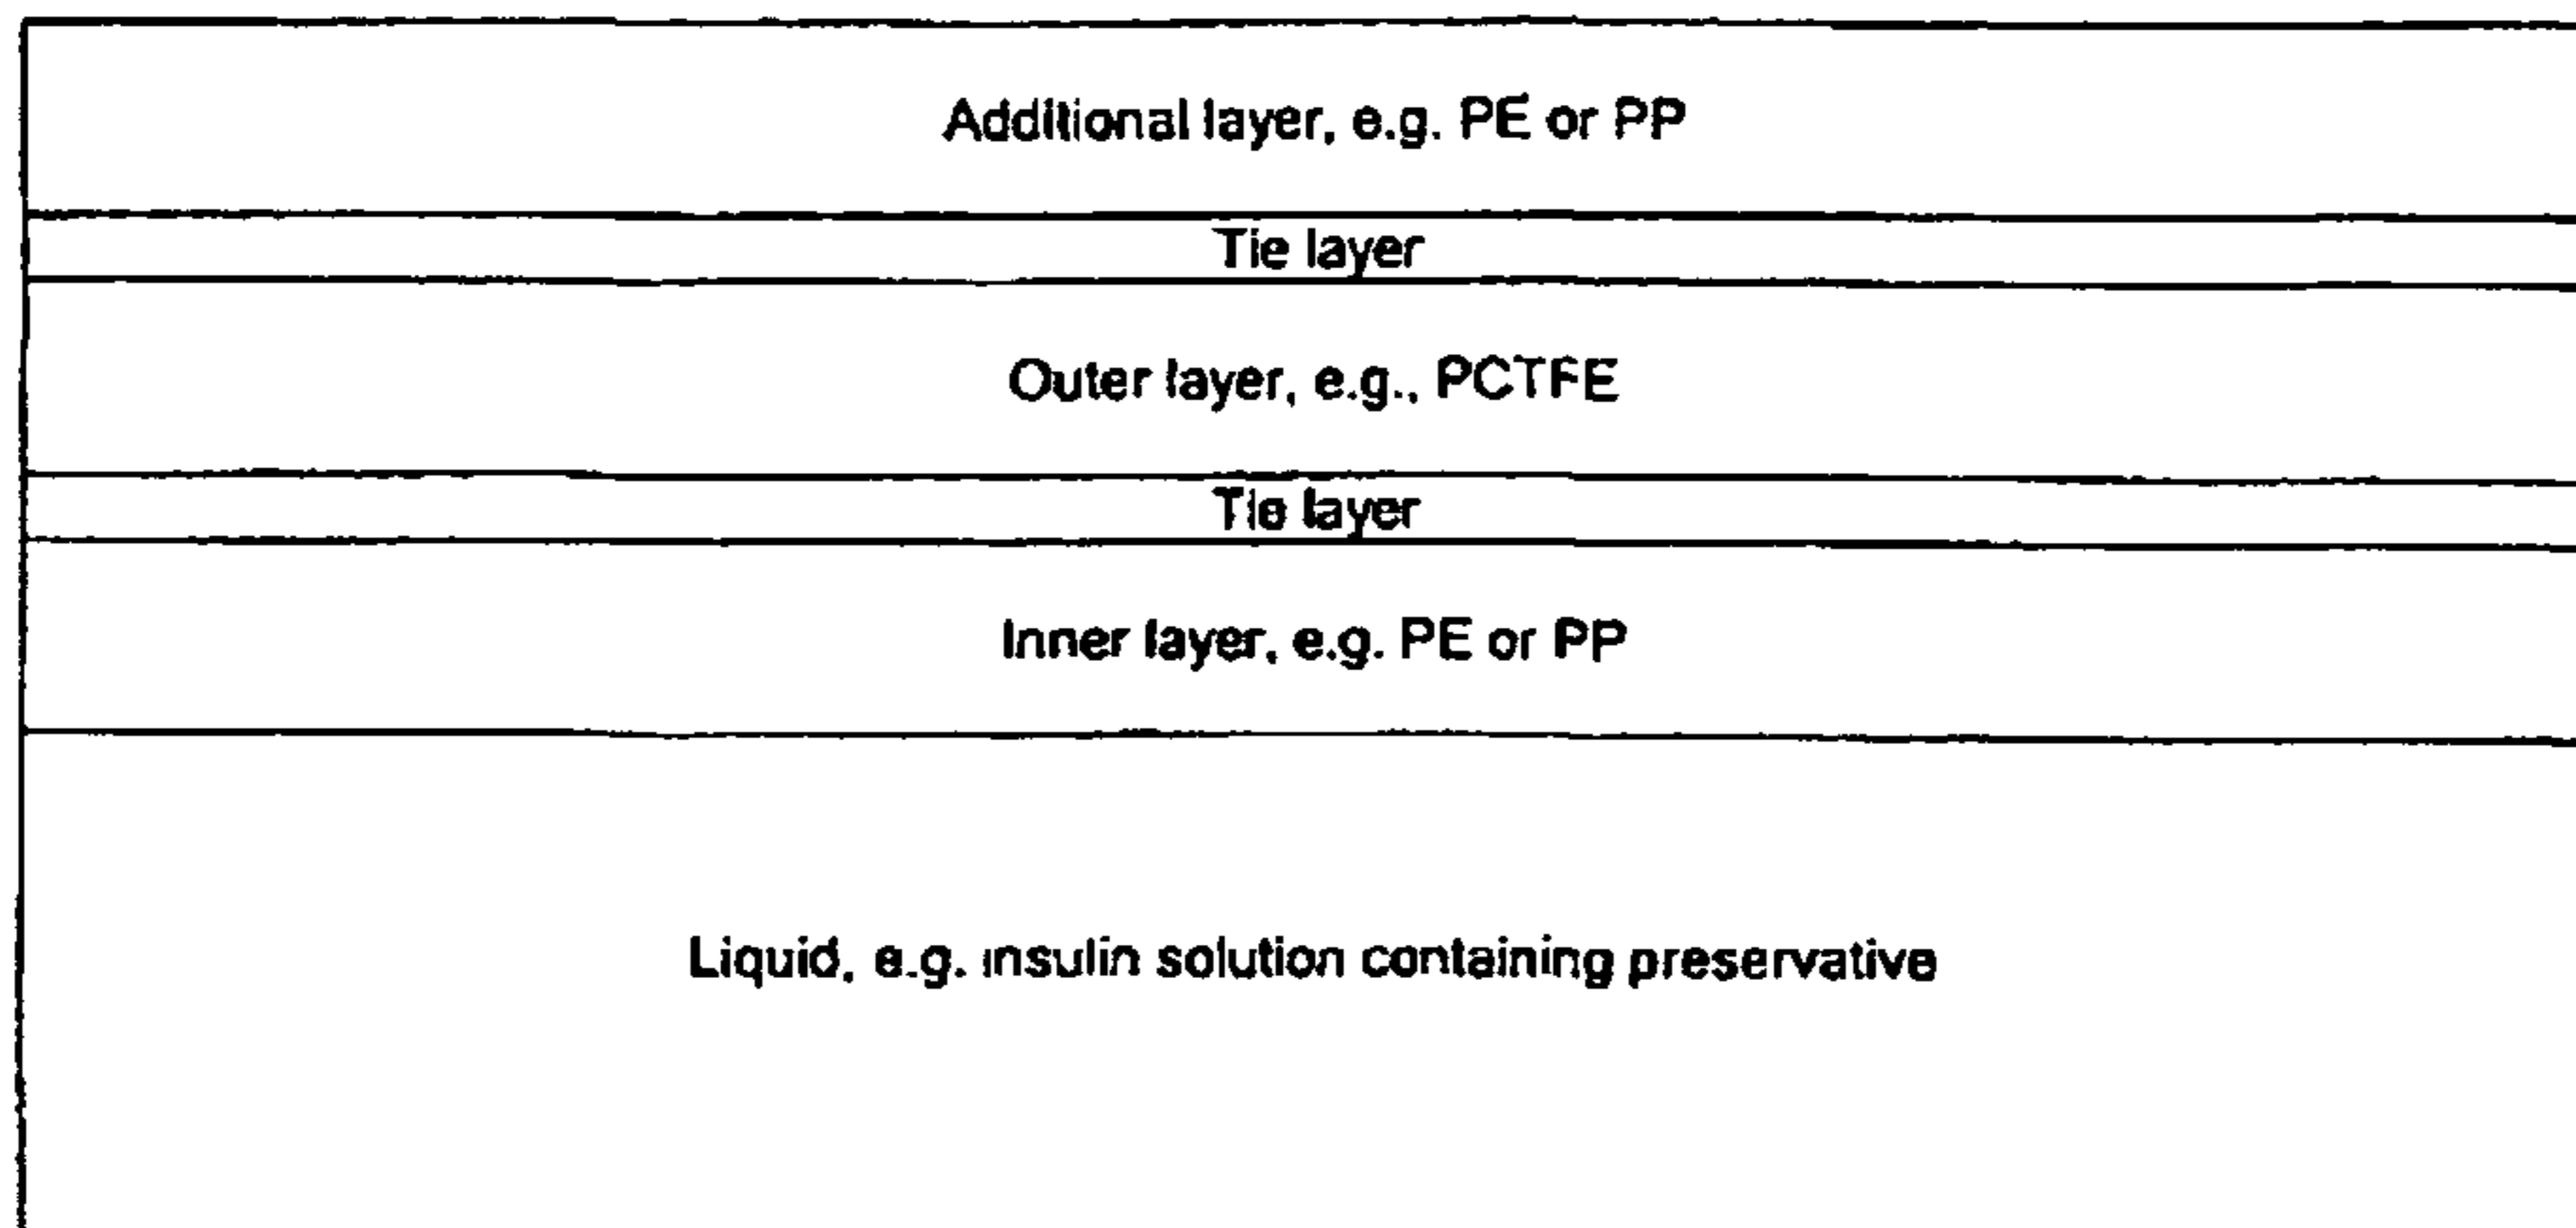 Additional layer, e.g. PE or PP
Tie layer
Outer layer, e.g., PCTFE
Tie layer
Inner layer, e.g. PE or PP
Liquid, e.g. insulin solution containing preservative